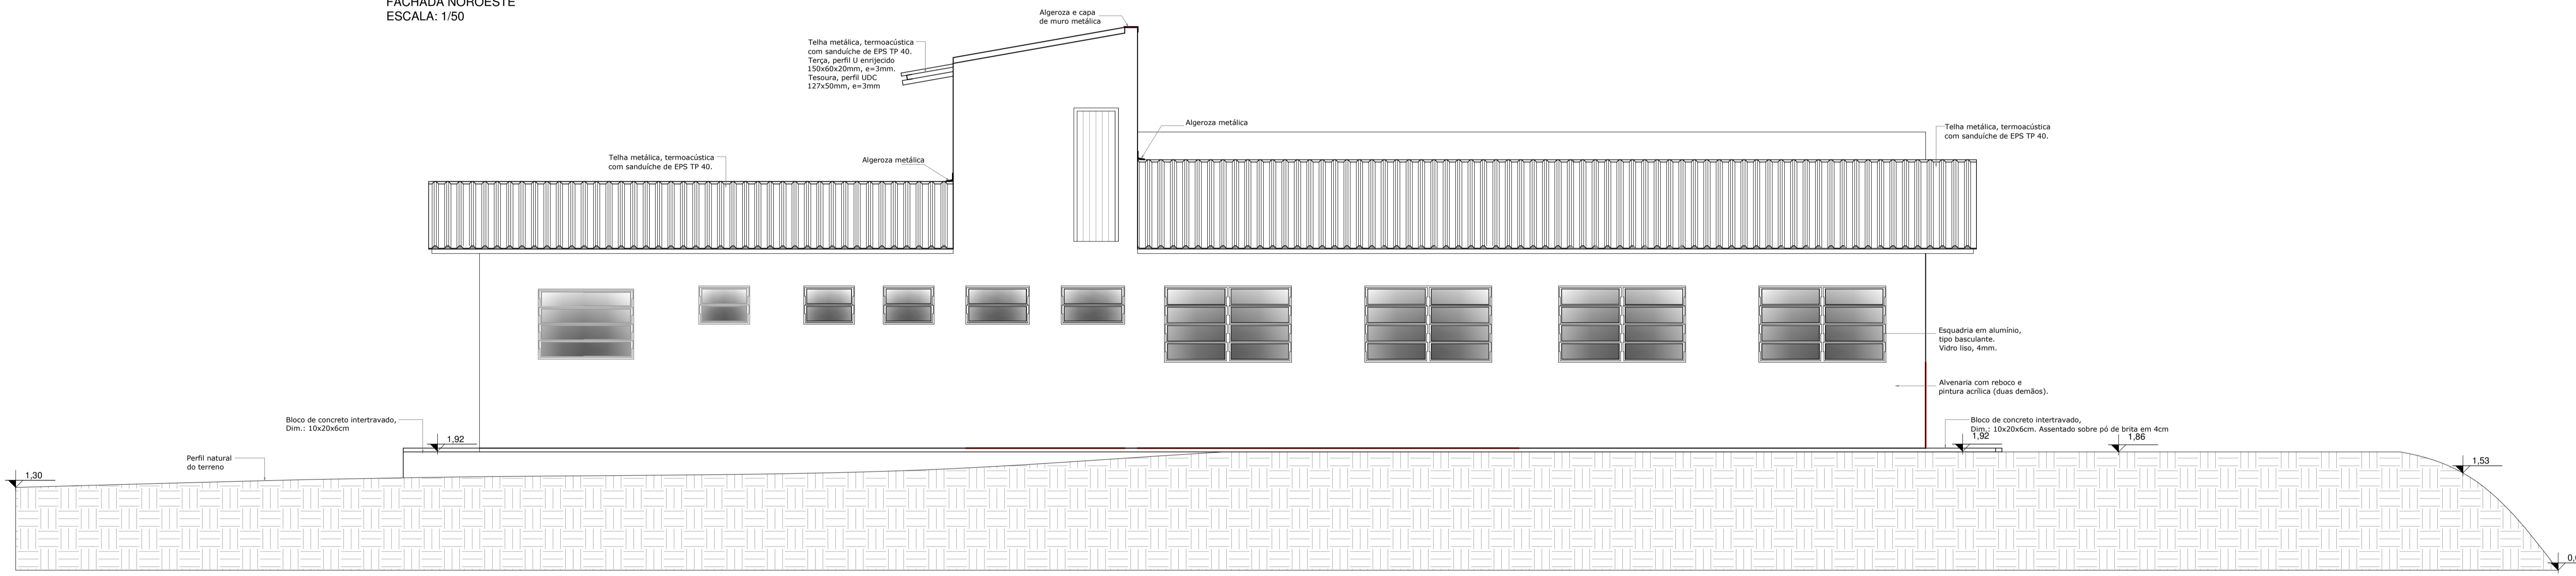 FACHADA NOROESTE
ESCALA: 1/50
Algeroza e capa
de muro metálica
Telha metálica, termoacústica
com sanduíche de EPS TP 40.
Terça, perfil U enrijecido
150x60x20mm, e=3mm.
Tesoura, perfil UDC
127x50mm, e=3mm
Algeroza metálica
Telha metálica, termoacústica
com sanduíche de EPS TP 40.
Telha metálica, termoacústica
com sanduíche de EPS TP 40.
Algeroza metálica
Esquadria em alumínio,
tipo basculante.
Vidro liso, 4mm.
Alvenaria com reboco e
pintura acrílica (duas demãos).
Bloco de concreto intertravado,
Dim.: 10x20x6cm
Bloco de concreto intertravado,
Dim.: 10x20x6cm. Assentado sobre pó de brita em 4cm
1,92
1,92
1,86
Perfil natural
do terreno
1,53
1,30